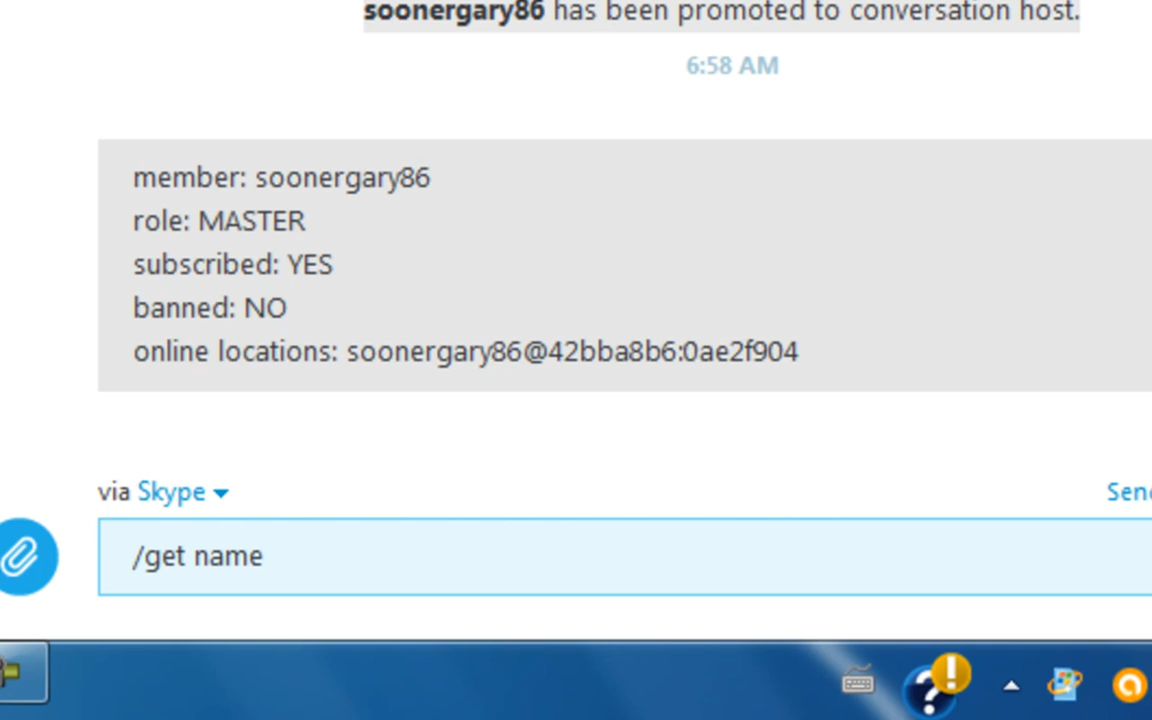 soonergary86 has been promoted to conversation host.
6:58 AM
member: soonergary86
role: MASTER
subscribed: YES
banned: NO
online locations: soonergary86@42bba8b6:0ae2f904
via Skype
Send
/get name